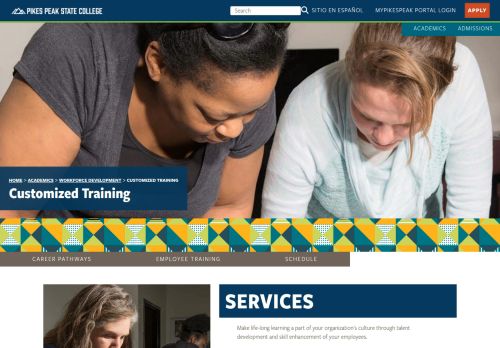 PIKES PEAK STATE COLLEGE
Search
SITIO EN ESPAÑOL
MYPIKESPEAK PORTAL LOGIN
APPLY
ACADEMICS
ADMISSIONS
HOME > ACADEMICS > WORKFORCE DEVELOPMENT > CUSTOMIZED TRAINING
Customized Training
CAREER PATHWAYS
EMPLOYEE TRAINING
SCHEDULE
SERVICES
Make life-long learning a part of your organization's culture through talent
development and skill enhancement of your employees.